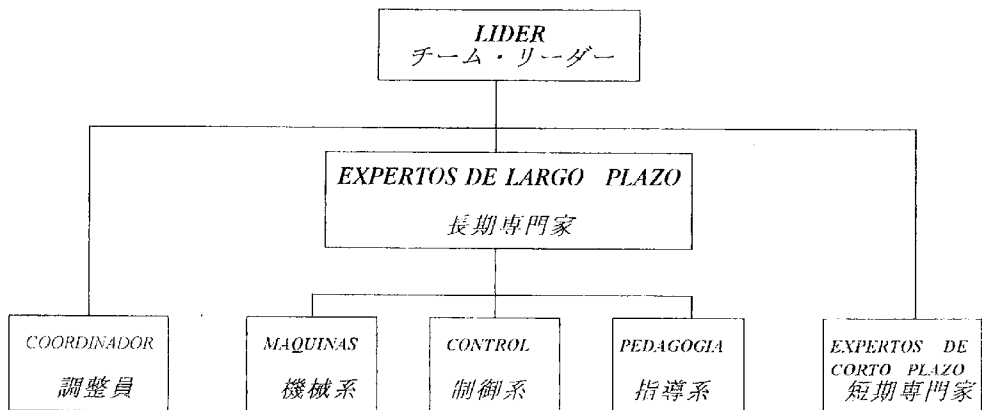 LIDER
チーム・リーダー
EXPERTOS DE LARGO PLAZO
長期専門家
COORDINADOR
調整員
MAQUINAS
機械系
CONTROL
制御系
PEDAGOGIA
指導系
EXPERTOS DE
CORTO PLAZO
短期専門家